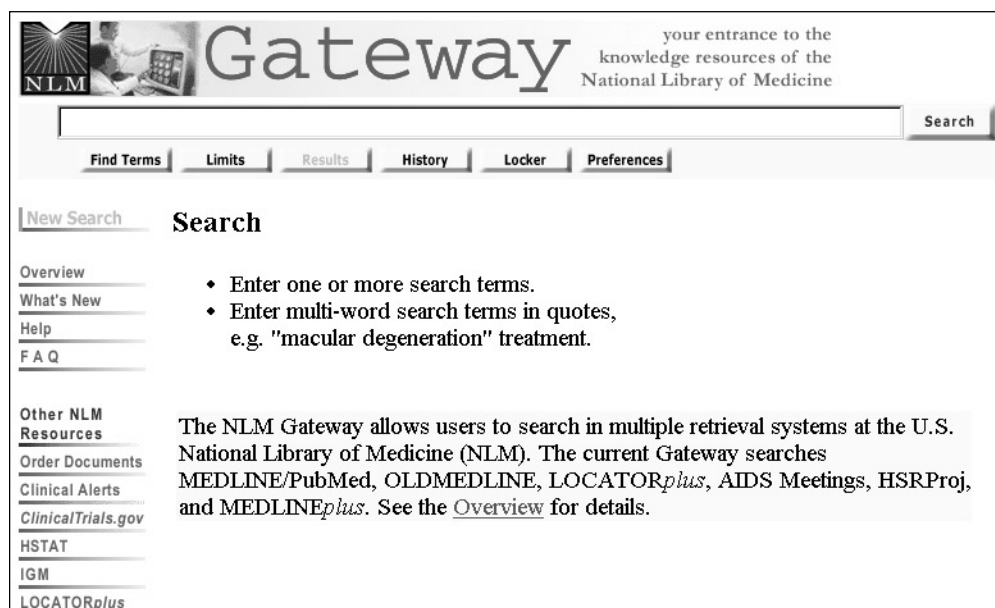 NLM
Gateway
your entrance to the
knowledge resources of the
National Library of Medicine
Search
Find Terms Limits Results History Locker Preferences
New Search
Overview
What's New
Help
F A Q
Other NLM
Resources
Order Documents
Clinical Alerts
ClinicalTrials.gov
HSTAT
IGM
LOCATORplus
Search
• Enter one or more search terms.
• Enter multi-word search terms in quotes,
e.g. "macular degeneration" treatment.
The NLM Gateway allows users to search in multiple retrieval systems at the U.S.
National Library of Medicine (NLM). The current Gateway searches
MEDLINE/PubMed, OLDMEDLINE, LOCATORplus, AIDS Meetings, HSRProj,
and MEDLINEplus. See the Overview for details.